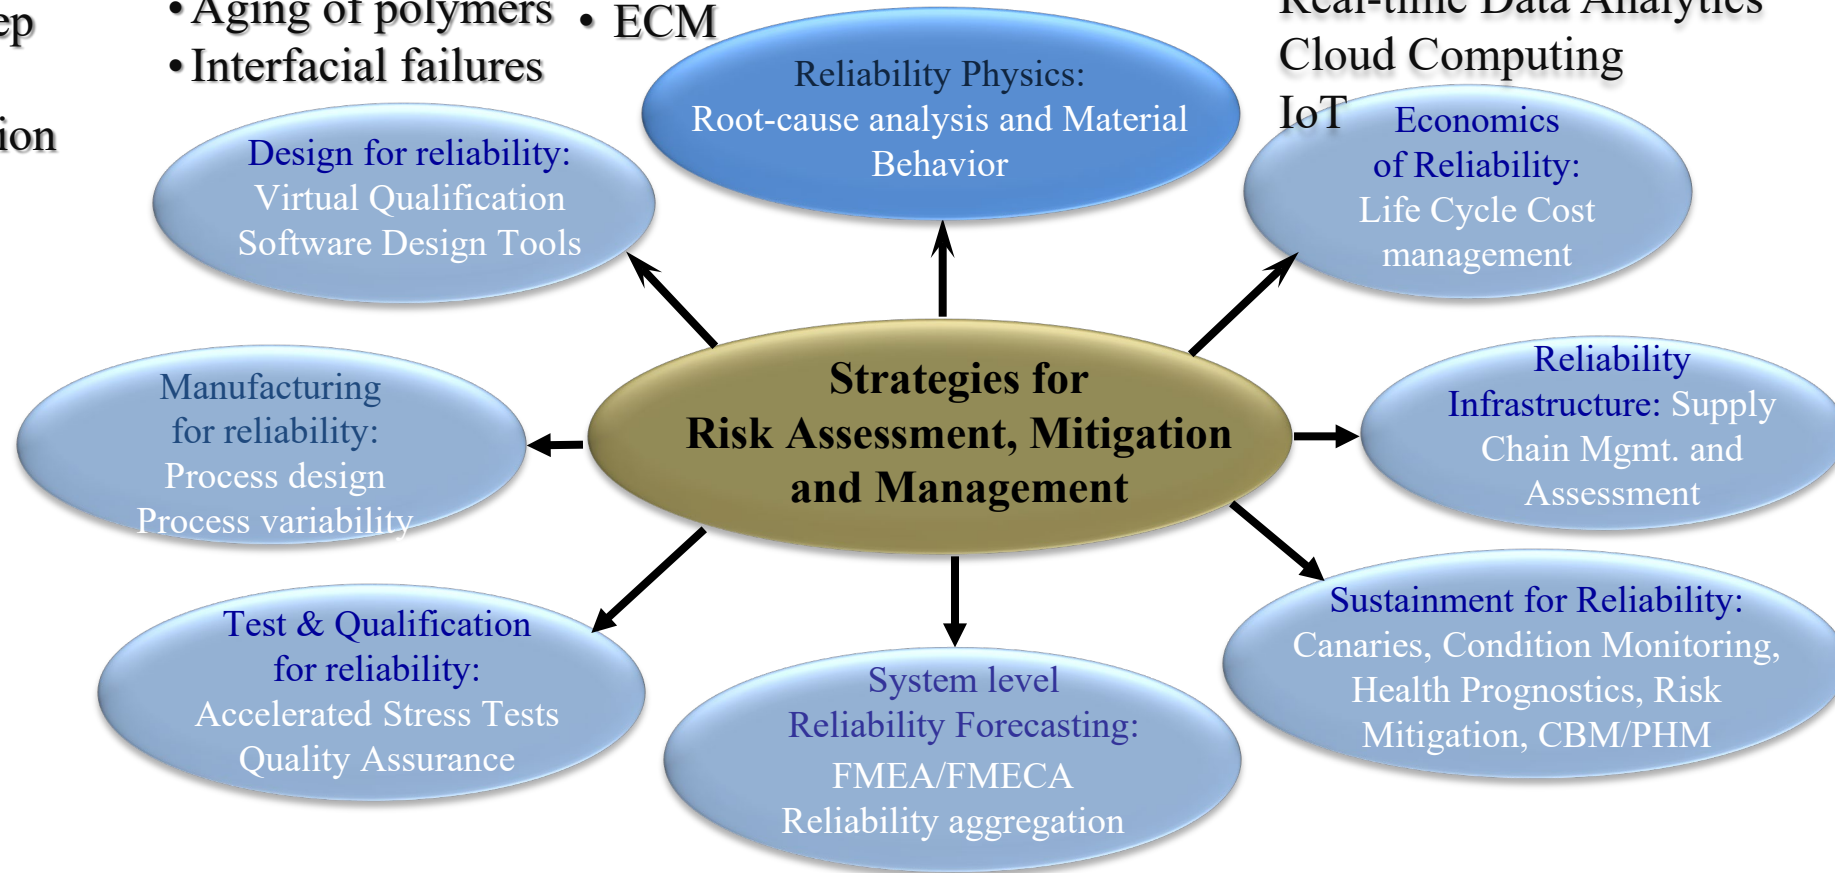 • Aging of polymers
• Interfacial failures
• ECM
Cloud Computing
IoT
Reliability Physics:
Root-cause analysis and Material
Behavior
Design for reliability:
Virtual Qualification
Software Design Tools
Economics
of Reliability:
Life Cycle Cost
management
Manufacturing
for reliability:
Process design
Process variability
Strategies for
Risk Assessment, Mitigation
and Management
Reliability
Infrastructure: Supply
Chain Mgmt. and
Assessment
Test & Qualification
for reliability:
Accelerated Stress Tests
Quality Assurance
System level
Reliability Forecasting:
FMEA/FMECA
Reliability aggregation
Sustainment for Reliability:
Canaries, Condition Monitoring,
Health Prognostics, Risk
Mitigation, CBM/PHM